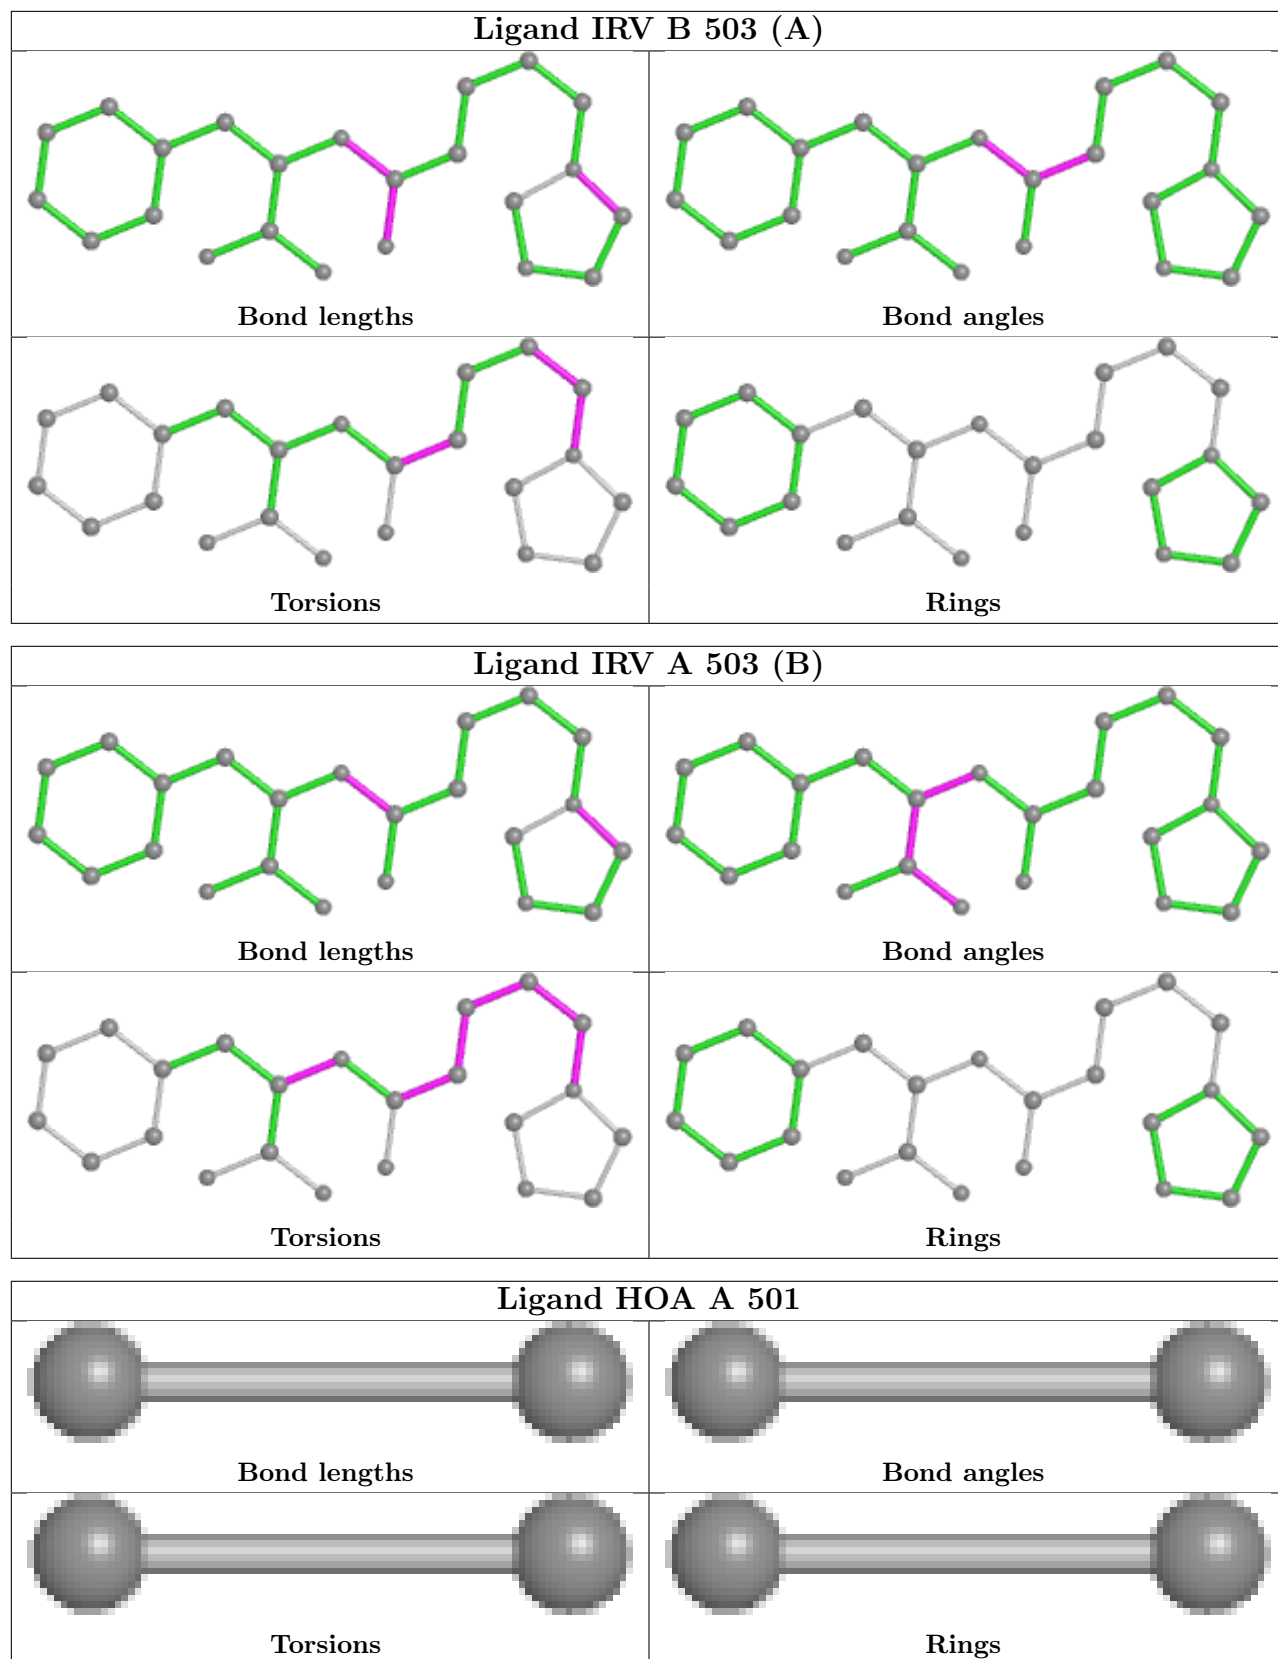 Ligand IRV B 503 (A)
Bond lengths
Bond angles
Torsions
Rings
Ligand IRV A 503 (B)
Bond lengths
Bond angles
Torsions
Rings
Ligand HOA A 501
Bond lengths
Bond angles
Torsions
Rings